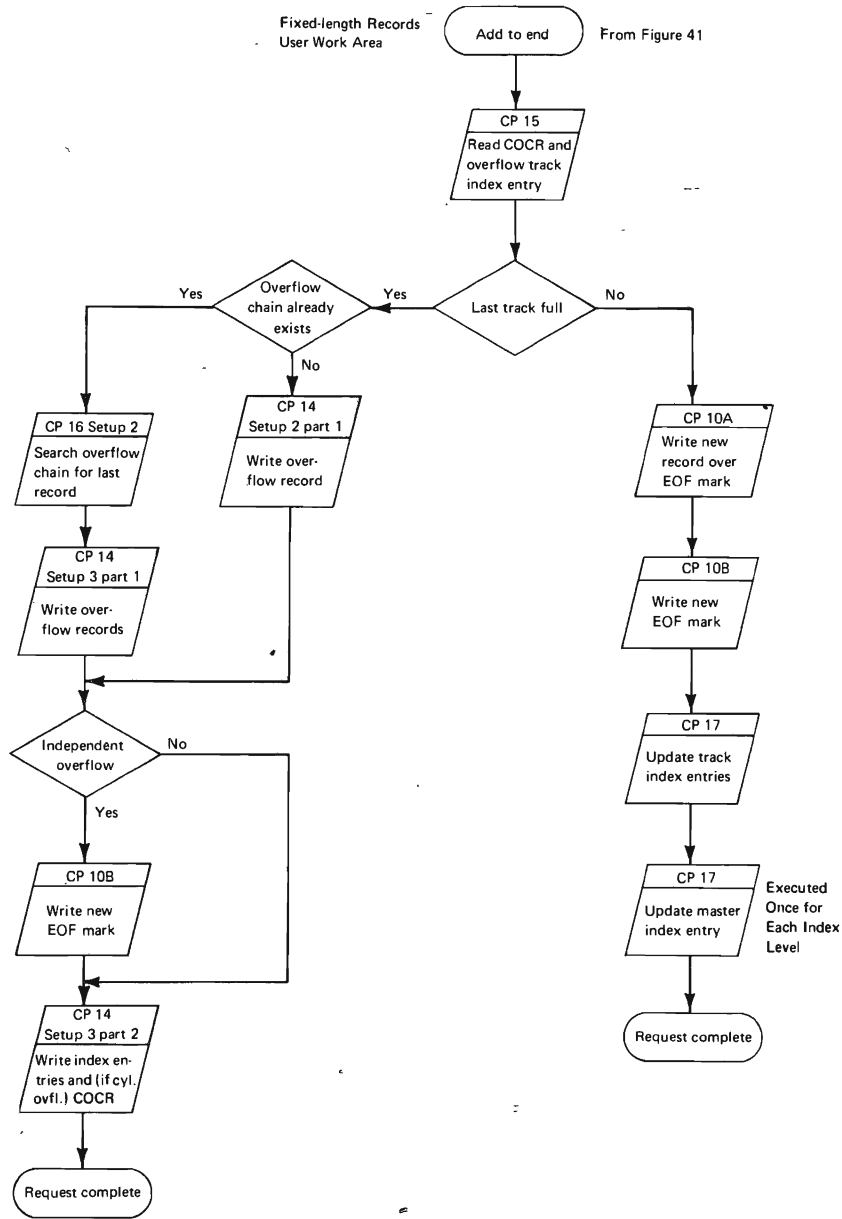 Fixed-length Records
User Work Area
Add to end
From Figure 41
CP 15
Read COCR and
overflow track
index entry
Last track full
Yes
No
Overflow
chain already
exists
Yes
No
CP 16 Setup 2
Search overflow
chain for last
record
CP 14
Setup 2 part 1
Write over-
flow record
CP 14
Setup 3 part 1
Write over-
flow records
Independent
overflow
No
Yes
CP 10B
Write new
EOF mark
CP 14
Setup 3 part 2
Write index en-
tries and (if cyl.
ovfl.) COCR
Request complete
CP 10A
Write new
record over
EOF mark
CP 10B
Write new
EOF mark
CP 17
Update track
index entries
CP 17
Update master
index entry
Executed
Once for
Each Index
Level
Request complete